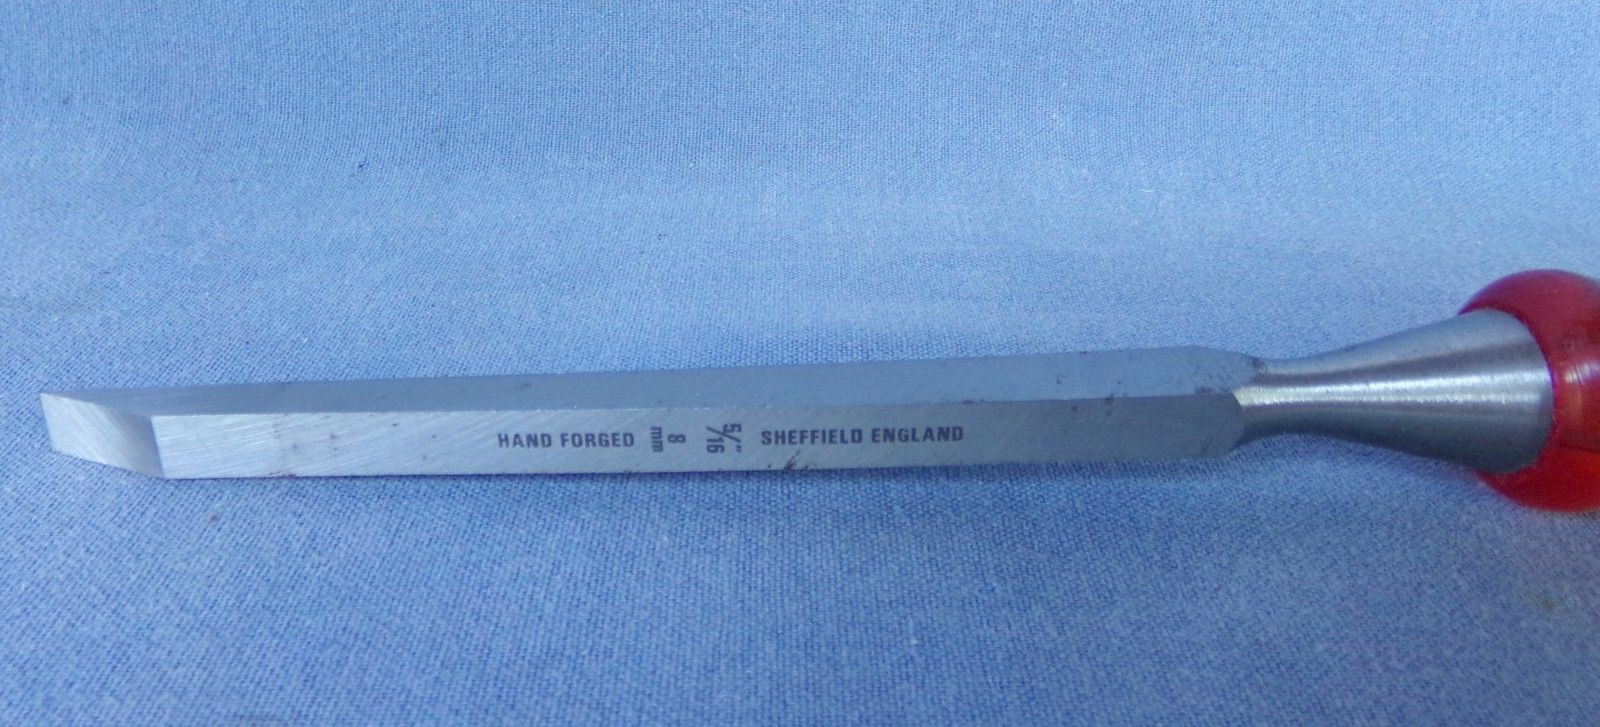 HAND FORGED
8
mm
5/16"
SHEFFIELD ENGLAND